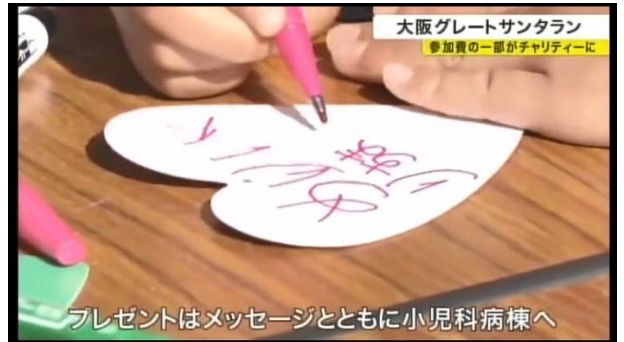 大阪グレートサンタラン
参加費の一部がチャリティーに
プレゼントはメッセージとともに小児科病棟へ